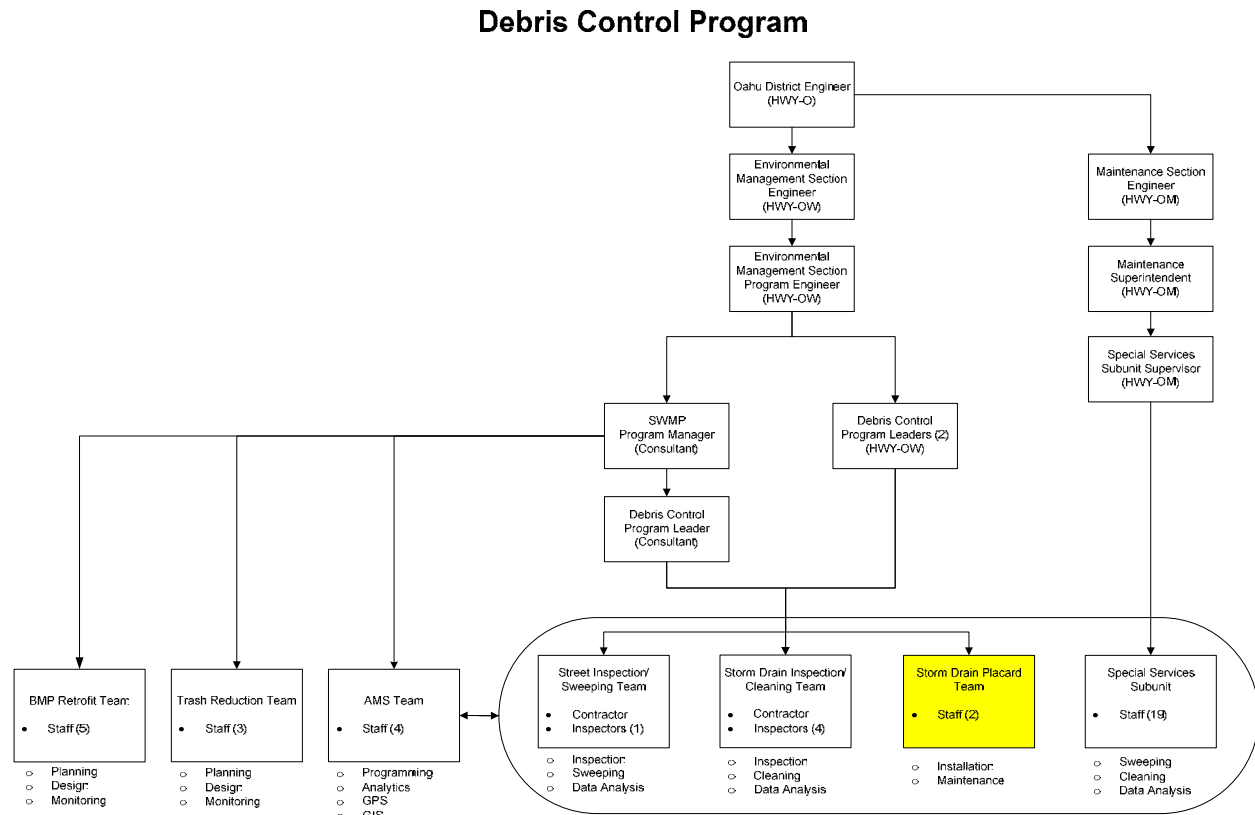 Debris Control Program
Oahu District Engineer
(HWY-O)
Environmental
Management Section
Engineer
(HWY-OW)
Maintenance Section
Engineer
(HWY-OM)
Environmental
Management Section
Program Engineer
(HWY-OW)
Maintenance
Superintendent
(HWY-OM)
Special Services
Subunit Supervisor
(HWY-OM)
SWMP
Program Manager
(Consultant)
Debris Control
Program Leaders (2)
(HWY-OW)
Debris Control
Program Leader
(Consultant)
BMP Retrofit Team
• Staff (5)
○ Planning
○ Design
○ Monitoring
Trash Reduction Team
• Staff (3)
○ Planning
○ Design
○ Monitoring
AMS Team
• Staff (4)
○ Programming
○ Analytics
○ GPS
○ GIS
Street Inspection/
Sweeping Team
• Contractor
• Inspectors (1)
○ Inspection
○ Sweeping
○ Data Analysis
Storm Drain Inspection/
Cleaning Team
• Contractor
• Inspectors (4)
○ Inspection
○ Cleaning
○ Data Analysis
Storm Drain Placard
Team
• Staff (2)
○ Installation
○ Maintenance
Special Services
Subunit
• Staff (19)
○ Sweeping
○ Cleaning
○ Data Analysis